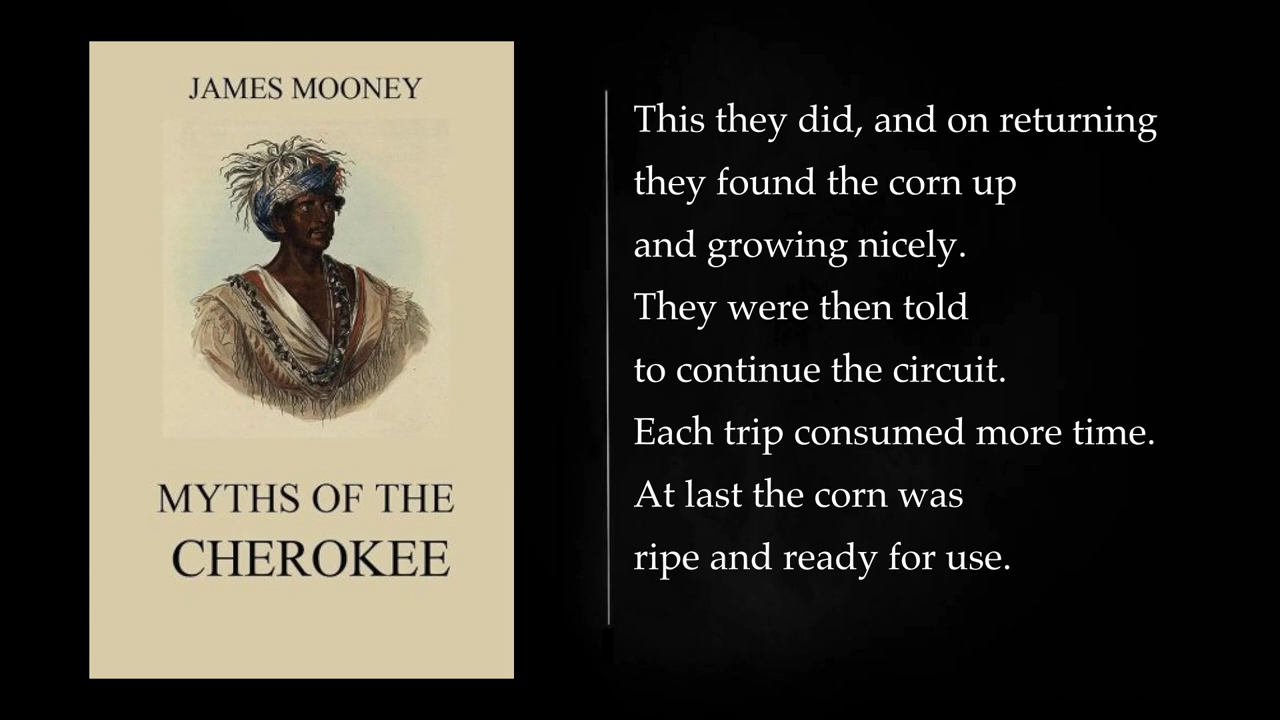 JAMES MOONEY
MYTHS OF THE
CHEROKEE
This they did, and on returning
they found the corn up
and growing nicely.
They were then told
to continue the circuit.
Each trip consumed more time.
At last the corn was
ripe and ready for use.